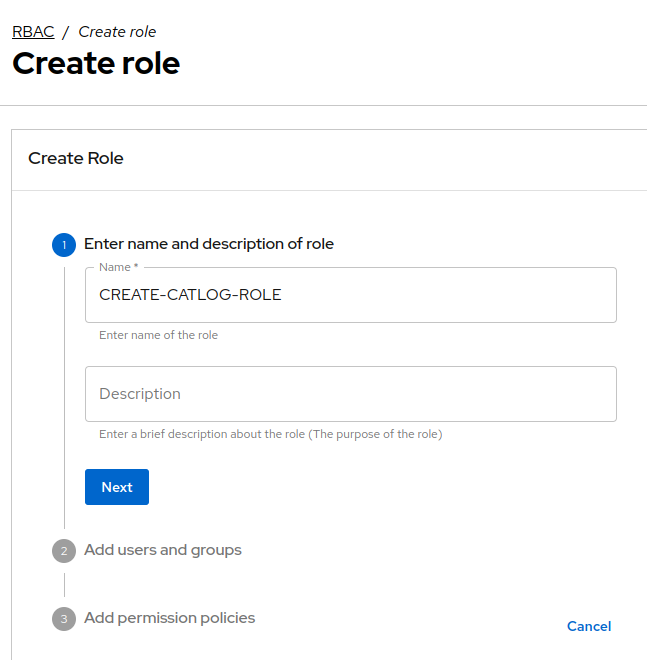 RBAC / Create role
Create role
Create Role
1 Enter name and description of role
Name *
CREATE-CATLOG-ROLE
Enter name of the role
Description
Enter a brief description about the role (The purpose of the role)
Next
2 Add users and groups
3 Add permission policies
Cancel